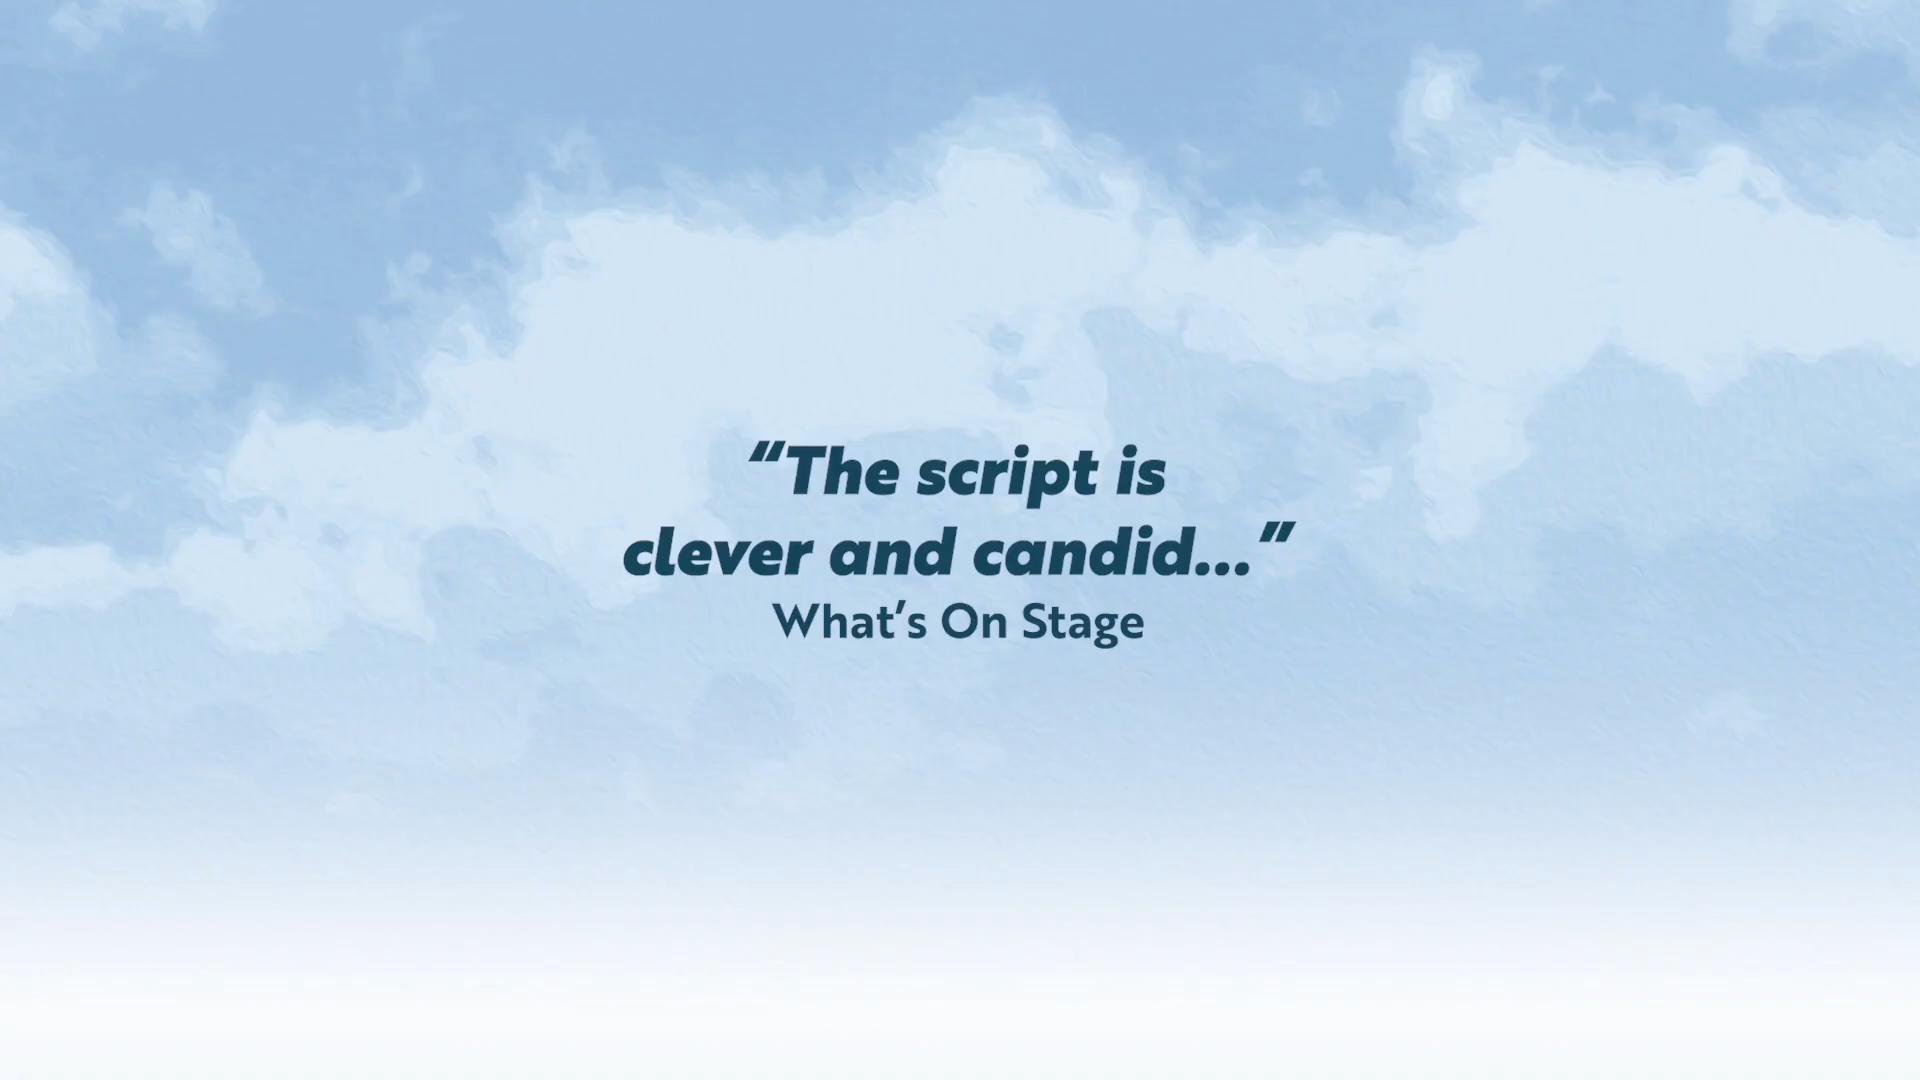 “The script is
clever and candid...”
What’s On Stage